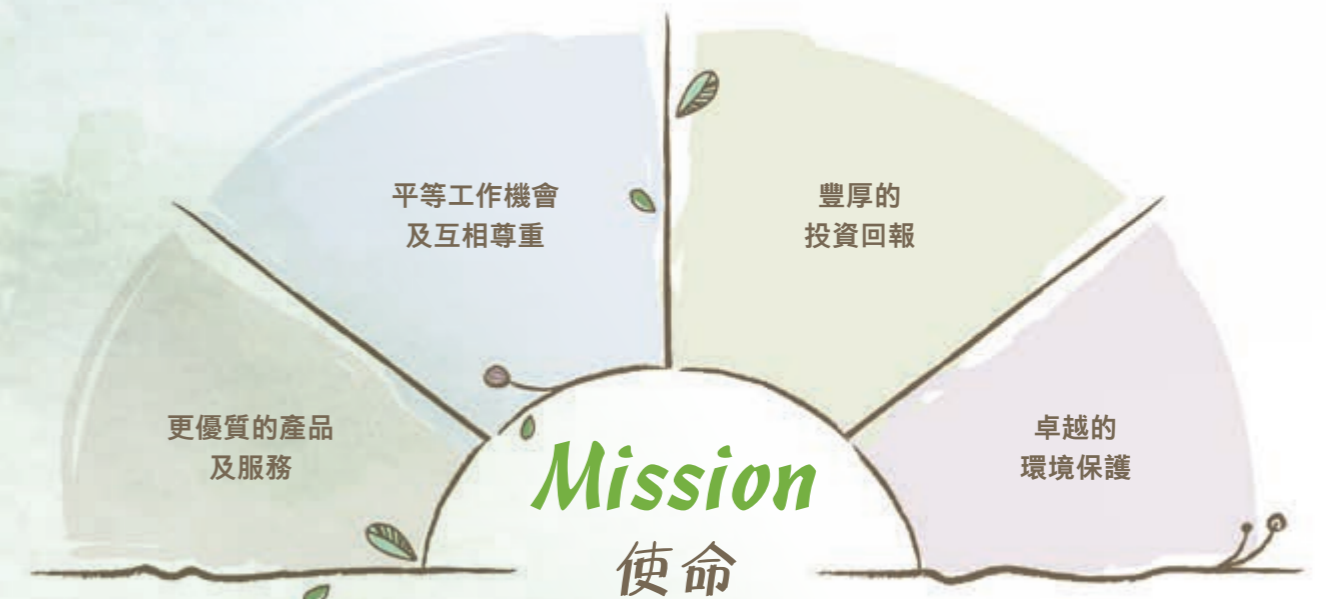 平等工作機會
及互相尊重
豐厚的
投資回報
更優質的產品
及服務
卓越的
環境保護
Mission
使命